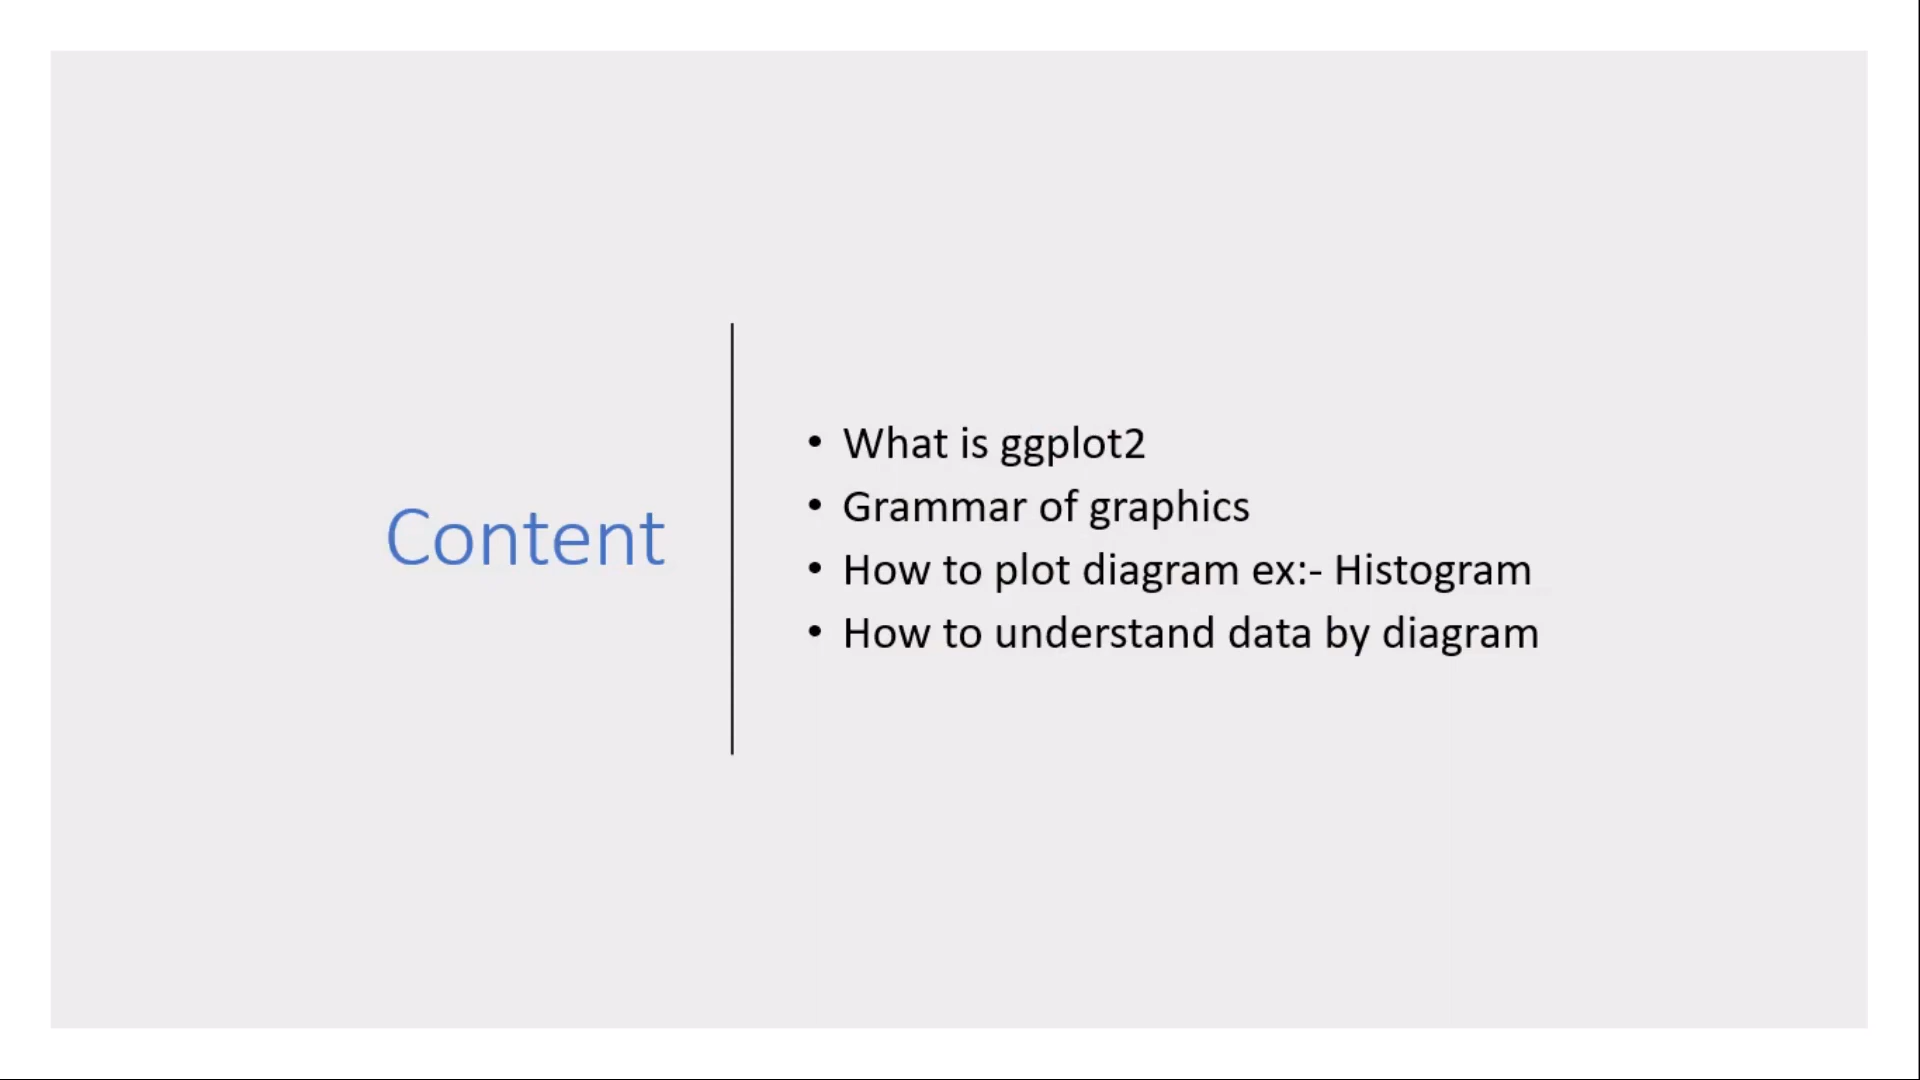 Content
• What is ggplot2
• Grammar of graphics
• How to plot diagram ex:- Histogram
• How to understand data by diagram